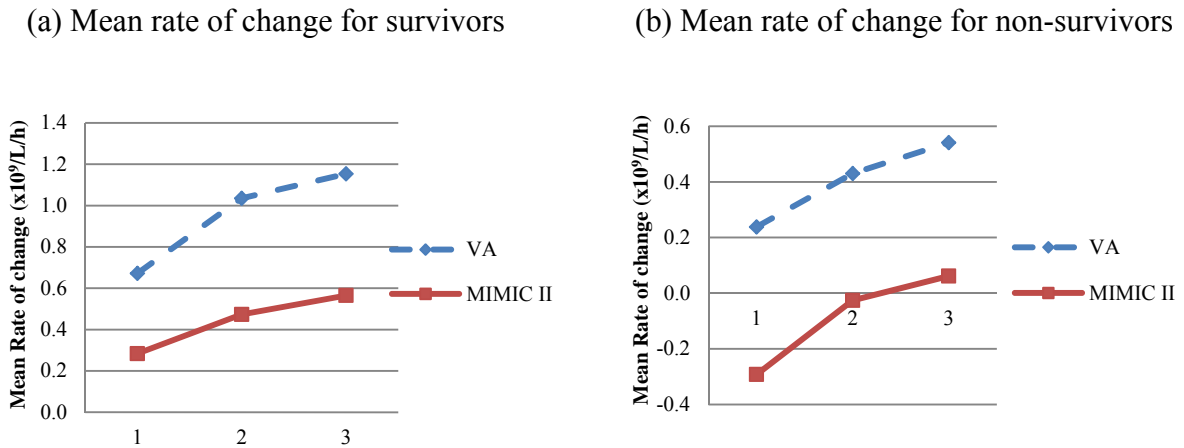 (a) Mean rate of change for survivors
Mean Rate of change (x10⁹/L/h)
1.4
1.2
1.0
0.8
0.6
0.4
0.2
0.0
1 2 3
VA
MIMIC II
(b) Mean rate of change for non-survivors
Mean Rate of change (x10⁹/L/h)
0.6
0.4
0.2
0.0
-0.2
-0.4
1 2 3
VA
MIMIC II